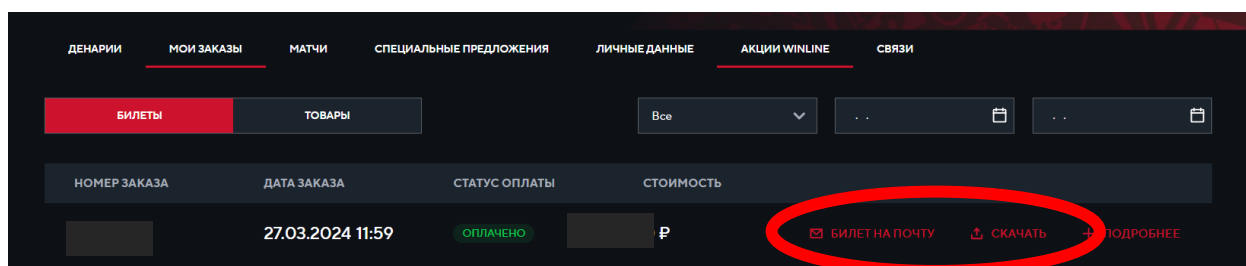 ДЕНАРИИ МОИ ЗАКАЗЫ МАТЧИ СПЕЦИАЛЬНЫЕ ПРЕДЛОЖЕНИЯ ЛИЧНЫЕ ДАННЫЕ АКЦИИ WINLINE СВЯЗИ
БИЛЕТЫ ТОВАРЫ Все . . . .
НОМЕР ЗАКАЗА ДАТА ЗАКАЗА СТАТУС ОПЛАТЫ СТОИМОСТЬ
27.03.2024 11:59 ОПЛАЧЕНО ₽ БИЛЕТ НА ПОЧТУ СКАЧАТЬ + ПОДРОБНЕЕ